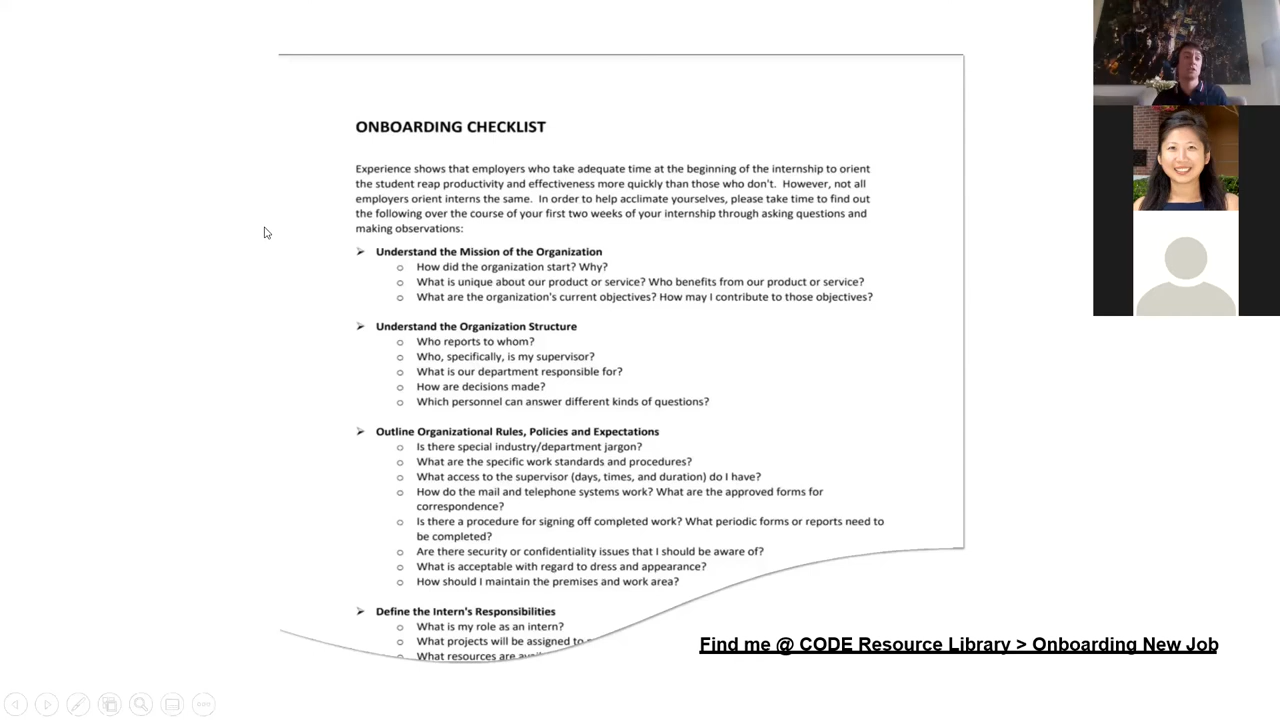 ONBOARDING CHECKLIST
Experience shows that employers who take adequate time at the beginning of the internship to orient
the student reap productivity and effectiveness more quickly than those who don't. However, not all
employers orient interns the same. In order to help acclimate yourselves, please take time to find out
the following over the course of your first two weeks of your internship through asking questions and
making observations:
➢ Understand the Mission of the Organization
o How did the organization start? Why?
o What is unique about our product or service? Who benefits from our product or service?
o What are the organization's current objectives? How may I contribute to those objectives?
➢ Understand the Organization Structure
o Who reports to whom?
o Who, specifically, is my supervisor?
o What is our department responsible for?
o How are decisions made?
o Which personnel can answer different kinds of questions?
➢ Outline Organizational Rules, Policies and Expectations
o Is there special industry/department jargon?
o What are the specific work standards and procedures?
o What access to the supervisor (days, times, and duration) do I have?
o How do the mail and telephone systems work? What are the approved forms for
correspondence?
o Is there a procedure for signing off completed work? What periodic forms or reports need to
be completed?
o Are there security or confidentiality issues that I should be aware of?
o What is acceptable with regard to dress and appearance?
o How should I maintain the premises and work area?
➢ Define the Intern's Responsibilities
o What is my role as an intern?
o What projects will be assigned to
o What resources are
Find me @ CODE Resource Library > Onboarding New Job